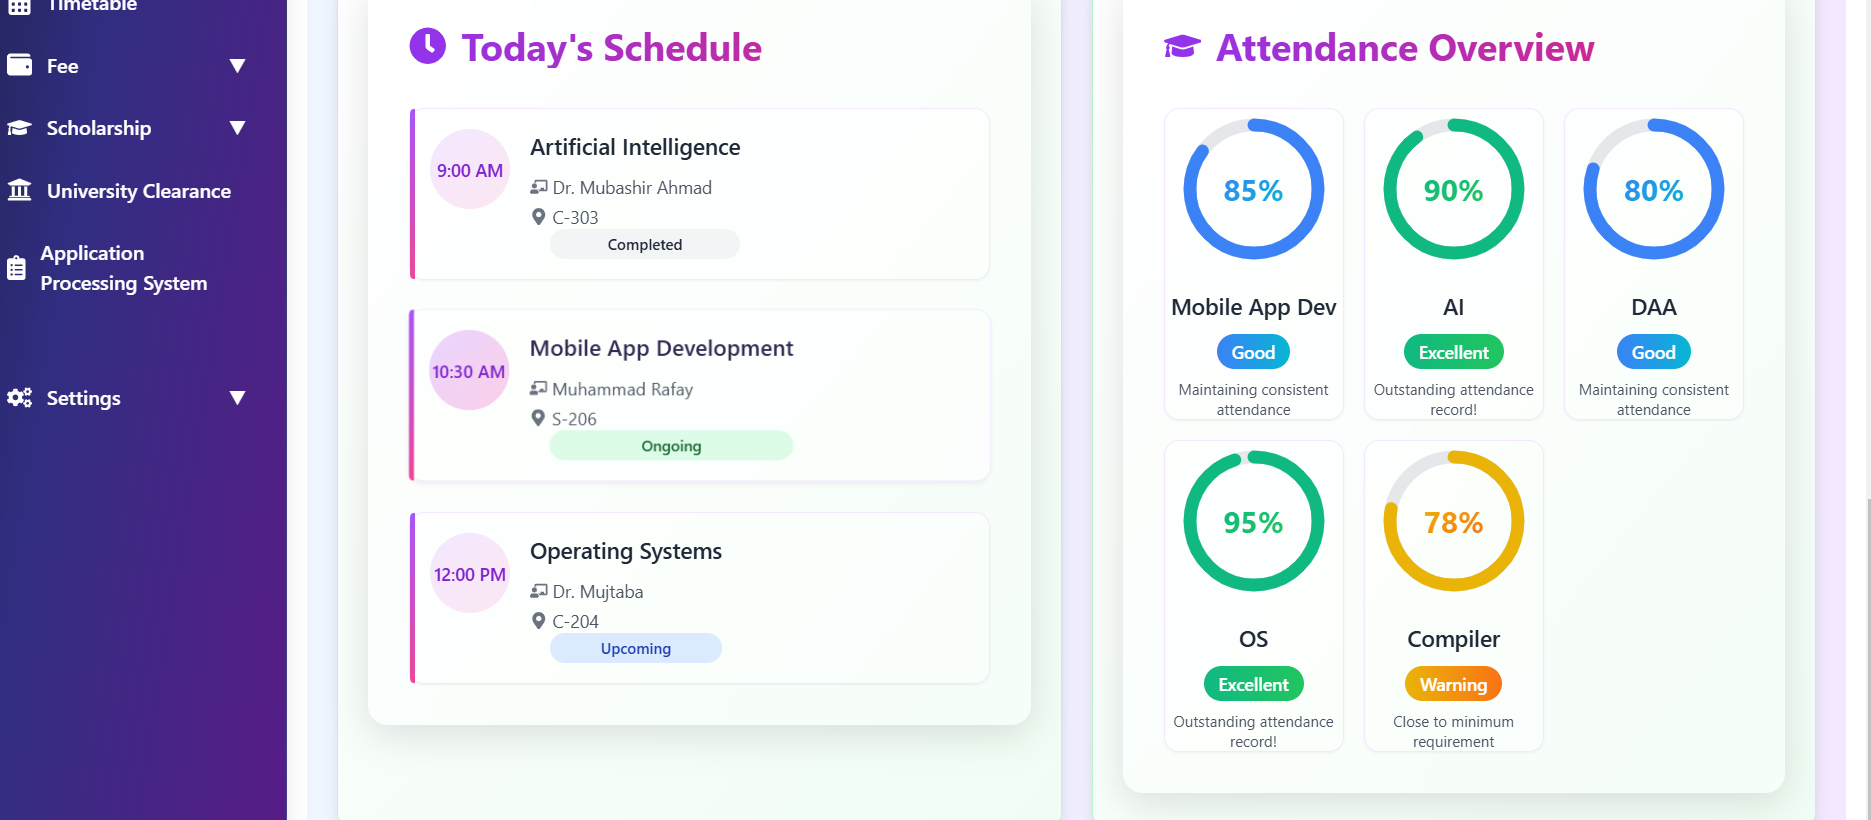 Timetable
Fee
Scholarship
University Clearance
Application
Processing System
Settings
Today's Schedule
9:00 AM
Artificial Intelligence
Dr. Mubashir Ahmad
C-303
Completed
10:30 AM
Mobile App Development
Muhammad Rafay
S-206
Ongoing
12:00 PM
Operating Systems
Dr. Mujtaba
C-204
Upcoming
Attendance Overview
85%
Mobile App Dev
Good
Maintaining consistent
attendance
90%
AI
Excellent
Outstanding attendance
record!
80%
DAA
Good
Maintaining consistent
attendance
95%
OS
Excellent
Outstanding attendance
record!
78%
Compiler
Warning
Close to minimum
requirement